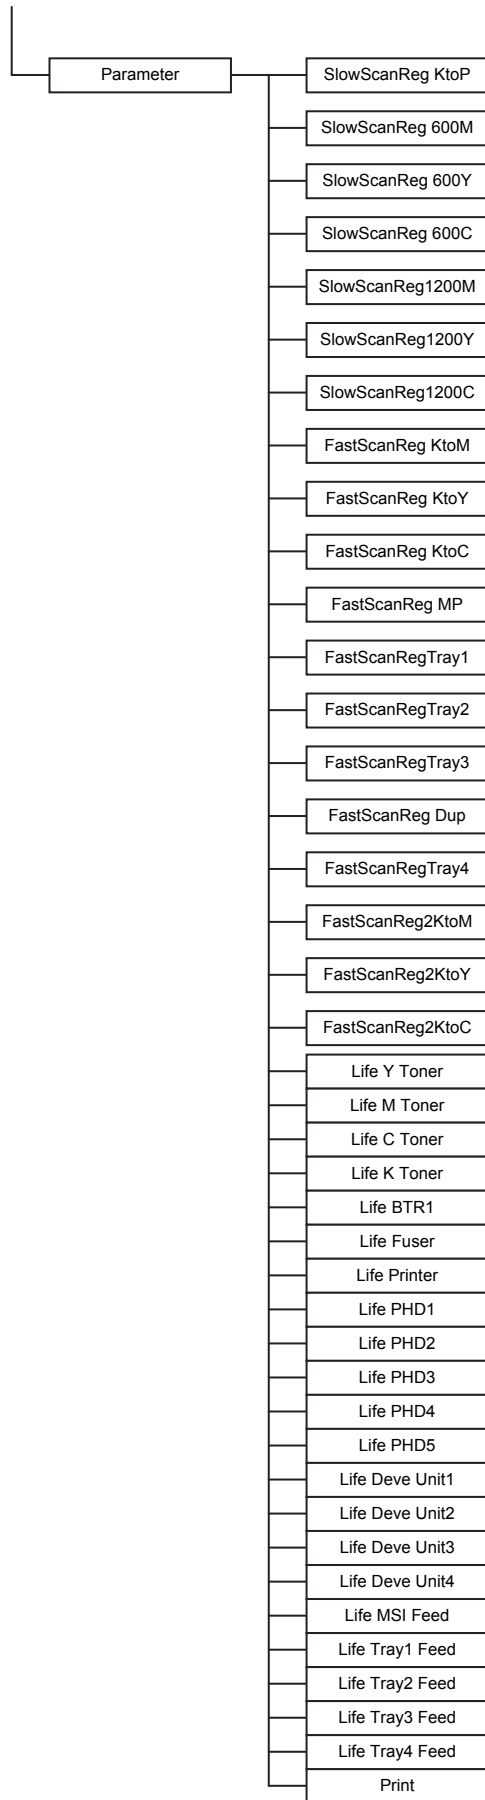 Parameter
SlowScanReg KtoP
SlowScanReg 600M
SlowScanReg 600Y
SlowScanReg 600C
SlowScanReg1200M
SlowScanReg1200Y
SlowScanReg1200C
FastScanReg KtoM
FastScanReg KtoY
FastScanReg KtoC
FastScanReg MP
FastScanRegTray1
FastScanRegTray2
FastScanRegTray3
FastScanReg Dup
FastScanRegTray4
FastScanReg2KtoM
FastScanReg2KtoY
FastScanReg2KtoC
Life Y Toner
Life M Toner
Life C Toner
Life K Toner
Life BTR1
Life Fuser
Life Printer
Life PHD1
Life PHD2
Life PHD3
Life PHD4
Life PHD5
Life Deve Unit1
Life Deve Unit2
Life Deve Unit3
Life Deve Unit4
Life MSI Feed
Life Tray1 Feed
Life Tray2 Feed
Life Tray3 Feed
Life Tray4 Feed
Print